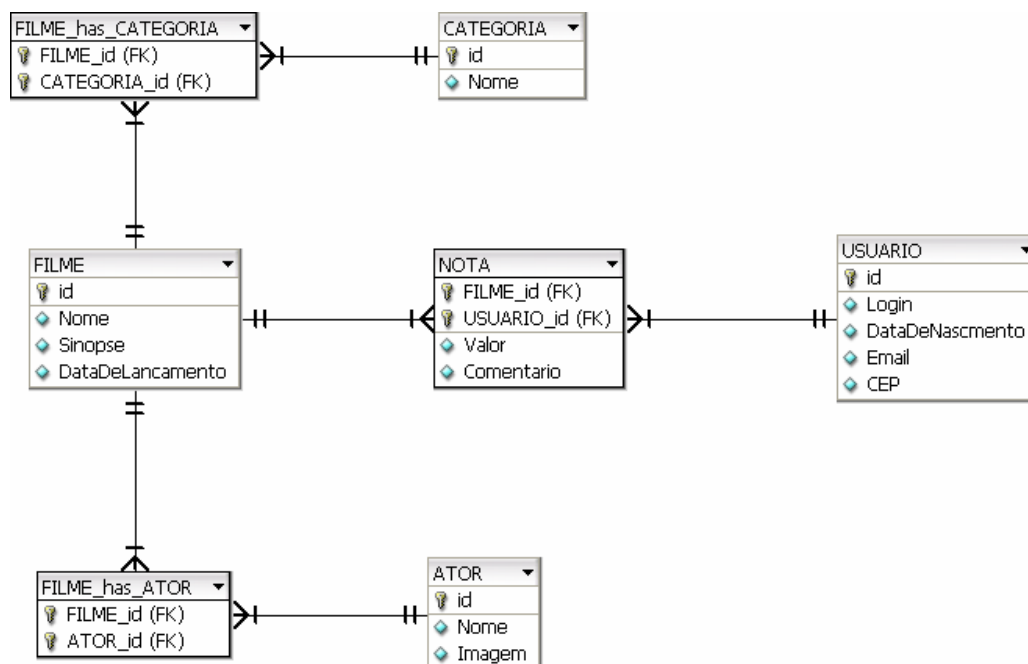 FILME_has_CATEGORIA
FILME_id (FK)
CATEGORIA_id (FK)
CATEGORIA
id
Nome
FILME
id
Nome
Sinopse
DataDeLancamento
NOTA
FILME_id (FK)
USUARIO_id (FK)
Valor
Comentario
USUARIO
id
Login
DataDeNascmento
Email
CEP
FILME_has_ATOR
FILME_id (FK)
ATOR_id (FK)
ATOR
id
Nome
Imagem